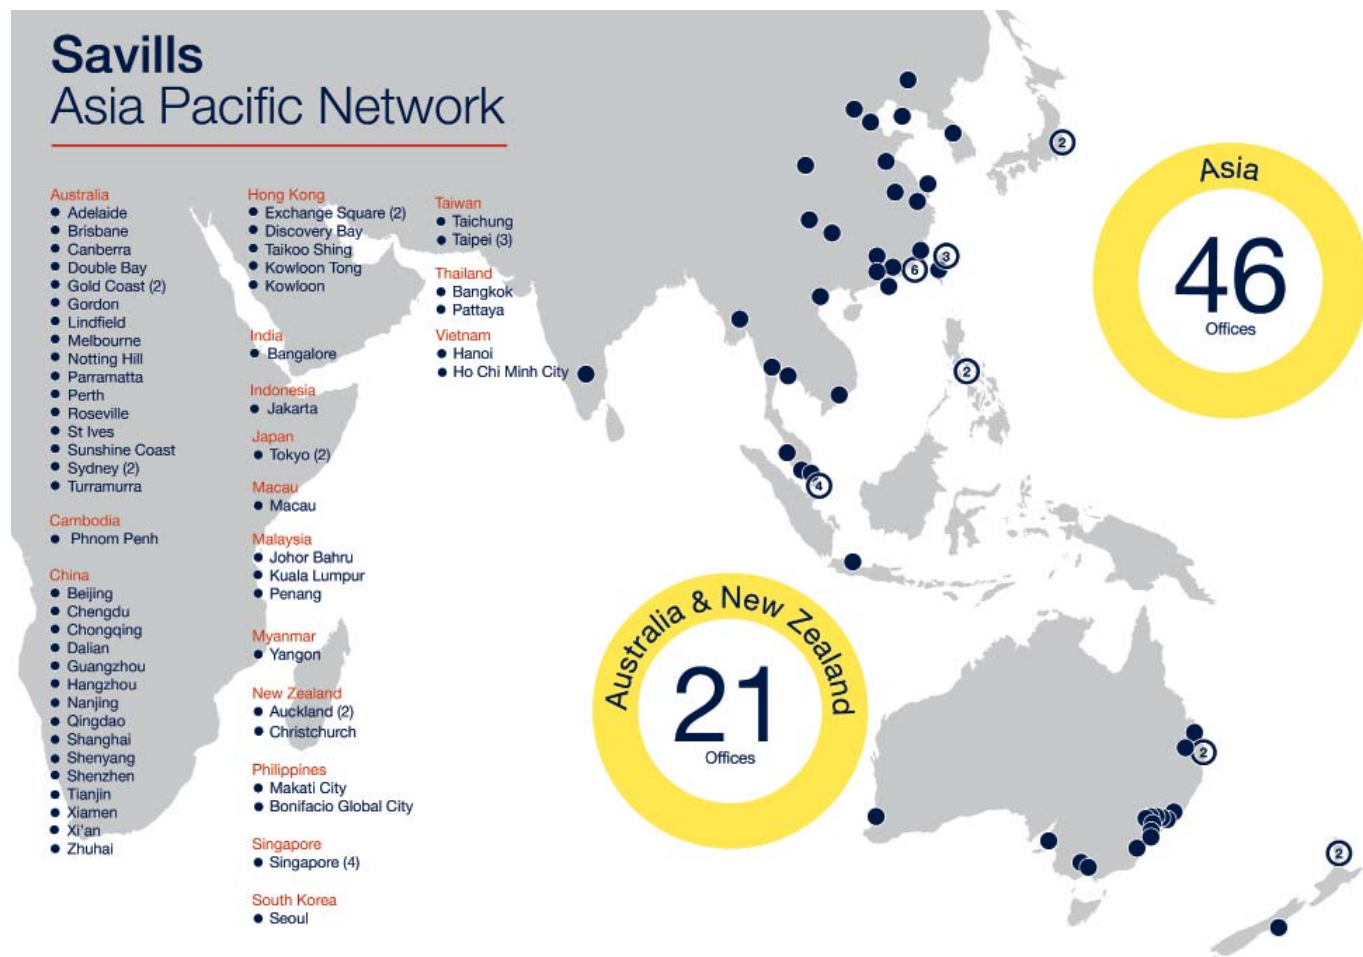 Savills
Asia Pacific Network
Australia
Adelaide
Brisbane
Canberra
Double Bay
Gold Coast (2)
Gordon
Lindfield
Melbourne
Notting Hill
Parramatta
Perth
Roseville
St Ives
Sunshine Coast
Sydney (2)
Turramurra
Cambodia
Phnom Penh
China
Beijing
Chengdu
Chongqing
Dalian
Guangzhou
Hangzhou
Nanjing
Qingdao
Shanghai
Shenyang
Shenzhen
Tianjin
Xiamen
Xi'an
Zhuhai
Hong Kong
Exchange Square (2)
Discovery Bay
Taikoo Shing
Kowloon Tong
Kowloon
India
Bangalore
Indonesia
Jakarta
Japan
Tokyo (2)
Macau
Macau
Malaysia
Johor Bahru
Kuala Lumpur
Penang
Myanmar
Yangon
New Zealand
Auckland (2)
Christchurch
Philippines
Makati City
Bonifacio Global City
Singapore
Singapore (4)
South Korea
Seoul
Taiwan
Taichung
Taipei (3)
Thailand
Bangkok
Pattaya
Vietnam
Hanoi
Ho Chi Minh City
2
3
6
2
4
2
2
Asia
46
Offices
Australia & New Zealand
21
Offices